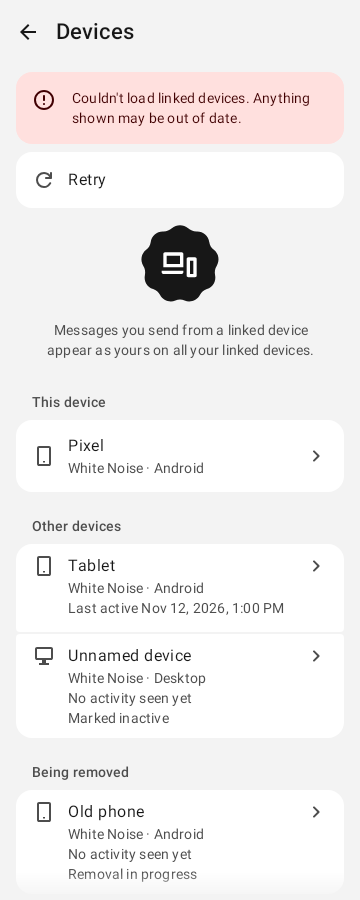 Devices
Couldn't load linked devices. Anything
shown may be out of date.
Retry
Messages you send from a linked device
appear as yours on all your linked devices.
This device
Pixel
White Noise · Android
Other devices
Tablet
White Noise · Android
Last active Nov 12, 2026, 1:00 PM
Unnamed device
White Noise · Desktop
No activity seen yet
Marked inactive
Being removed
Old phone
White Noise · Android
No activity seen yet
Removal in progress